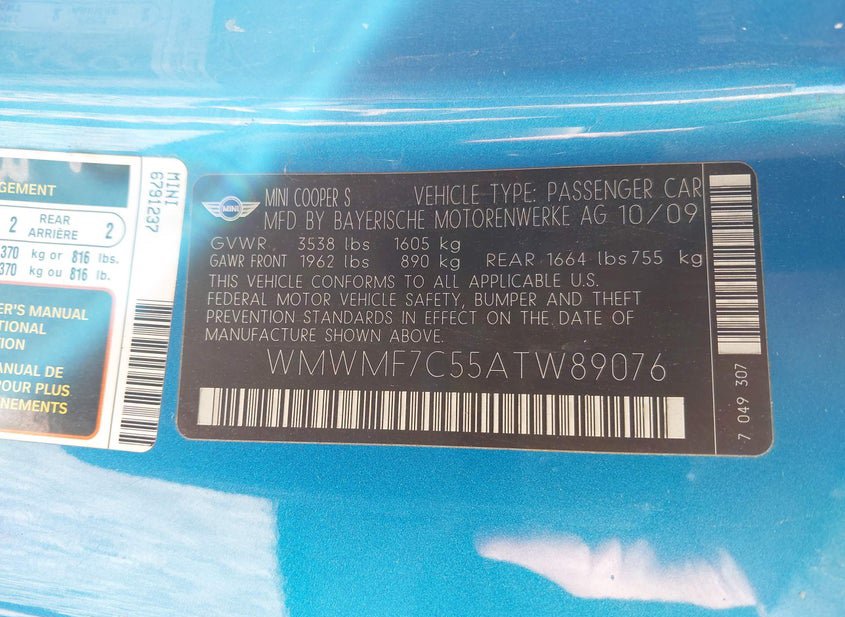 GEMENT
2 REAR 2
ARRIÈRE
370 kg or 816 lbs.
370 kg ou 816 lb.
ER'S MANUAL
TIONAL
TION
ANUAL DE
POUR PLUS
NEMENTS
MINI
6791237
MINI
MINI COOPER S VEHICLE TYPE: PASSENGER CAR
MFD BY BAYERISCHE MOTORENWERKE AG 10/09
GVWR 3538 lbs 1605 kg
GAWR FRONT 1962 lbs 890 kg REAR 1664 lbs 755 kg
THIS VEHICLE CONFORMS TO ALL APPLICABLE U.S.
FEDERAL MOTOR VEHICLE SAFETY, BUMPER AND THEFT
PREVENTION STANDARDS IN EFFECT ON THE DATE OF
MANUFACTURE SHOWN ABOVE.
WMWMF7C55ATW89076
7 049 307